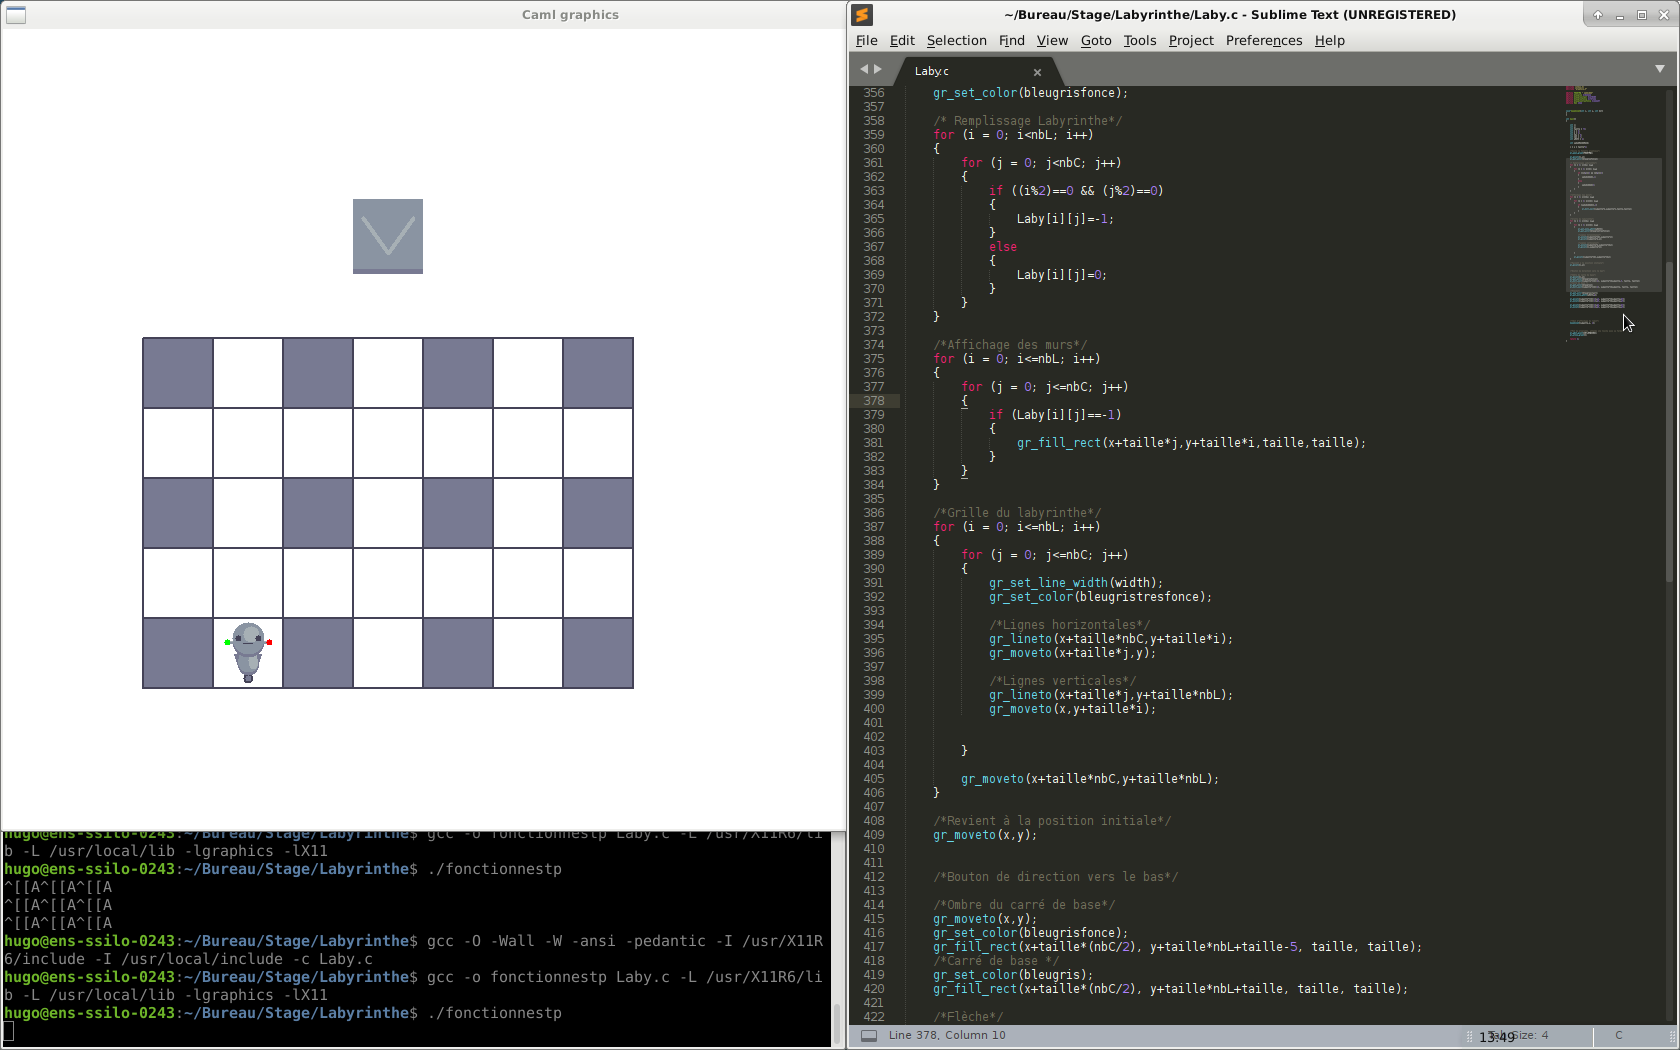 Caml graphics
hugo@ens-ssilo-0243:~/Bureau/Stage/Labyrinthe$ gcc -o fonctionnestp Laby.c -L /usr/X11R6/li
b -L /usr/local/lib -lgraphics -lX11
hugo@ens-ssilo-0243:~/Bureau/Stage/Labyrinthe$ ./fonctionnestp
^[[A^[[A^[[A
^[[A^[[A^[[A
^[[A^[[A^[[A
hugo@ens-ssilo-0243:~/Bureau/Stage/Labyrinthe$ gcc -O -Wall -W -ansi -pedantic -I /usr/X11R
6/include -I /usr/local/include -c Laby.c
hugo@ens-ssilo-0243:~/Bureau/Stage/Labyrinthe$ gcc -o fonctionnestp Laby.c -L /usr/X11R6/li
b -L /usr/local/lib -lgraphics -lX11
hugo@ens-ssilo-0243:~/Bureau/Stage/Labyrinthe$ ./fonctionnestp
~/Bureau/Stage/Labyrinthe/Laby.c - Sublime Text (UNREGISTERED)
File Edit Selection Find View Goto Tools Project Preferences Help
Laby.c
356 gr_set_color(bleugrisfonce);
357
358 /* Remplissage Labyrinthe*/
359 for (i = 0; i<nbL; i++)
360 {
361 for (j = 0; j<nbC; j++)
362 {
363 if ((i%2)==0 && (j%2)==0)
364 {
365 Laby[i][j]=-1;
366 }
367 else
368 {
369 Laby[i][j]=0;
370 }
371 }
372 }
373
374 /*Affichage des murs*/
375 for (i = 0; i<=nbL; i++)
376 {
377 for (j = 0; j<=nbC; j++)
378 {
379 if (Laby[i][j]==-1)
380 {
381 gr_fill_rect(x+taille*j,y+taille*i,taille,taille);
382 }
383 }
384 }
385
386 /*Grille du labyrinthe*/
387 for (i = 0; i<=nbL; i++)
388 {
389 for (j = 0; j<=nbC; j++)
390 {
391 gr_set_line_width(width);
392 gr_set_color(bleugristresfonce);
393
394 /*Lignes horizontales*/
395 gr_lineto(x+taille*nbC,y+taille*i);
396 gr_moveto(x+taille*j,y);
397
398 /*Lignes verticales*/
399 gr_lineto(x+taille*j,y+taille*nbL);
400 gr_moveto(x,y+taille*i);
401
402
403 }
404
405 gr_moveto(x+taille*nbC,y+taille*nbL);
406 }
407
408 /*Revient à la position initiale*/
409 gr_moveto(x,y);
410
411
412 /*Bouton de direction vers le bas*/
413
414 /*Ombre du carré de base*/
415 gr_moveto(x,y);
416 gr_set_color(bleugrisfonce);
417 gr_fill_rect(x+taille*(nbC/2), y+taille*nbL+taille-5, taille, taille);
418 /*Carré de base */
419 gr_set_color(bleugris);
420 gr_fill_rect(x+taille*(nbC/2), y+taille*nbL+taille, taille, taille);
421
422 /*Flèche*/
Line 378, Column 10
13:49
Size: 4
C